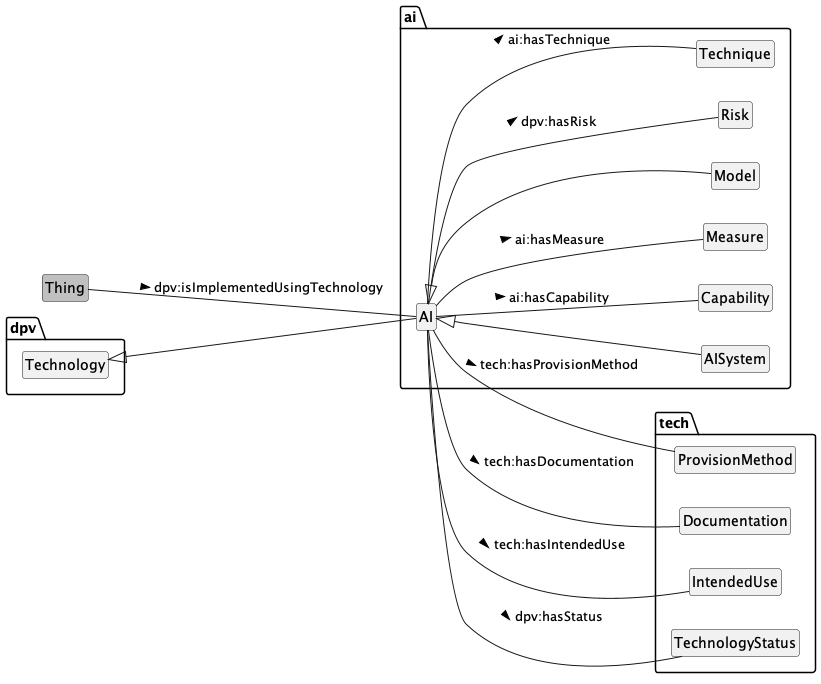 ai
ai:hasTechnique
Technique
dpv:hasRisk
Risk
Model
ai:hasMeasure
Measure
Thing
dpv:isImplementedUsingTechnology
ai:hasCapability
Capability
AI
dpv
Technology
AISystem
tech:hasProvisionMethod
tech
ProvisionMethod
tech:hasDocumentation
Documentation
tech:hasIntendedUse
IntendedUse
dpv:hasStatus
TechnologyStatus